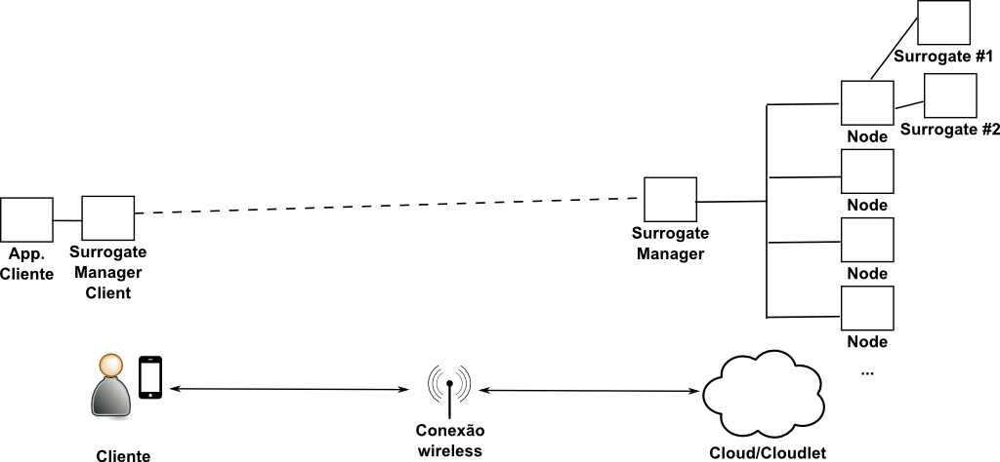 Surrogate #1
Surrogate #2
Node
Node
Node
Node
...
App.
Cliente
Surrogate
Manager
Client
Surrogate
Manager
Cliente
Conexão
wireless
Cloud/Cloudlet